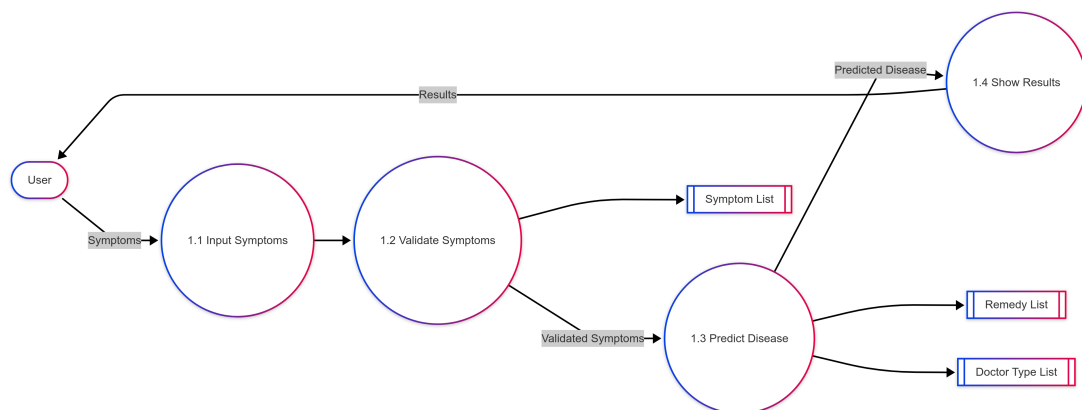 Predicted Disease
1.4 Show Results
Results
User
Symptom List
Symptoms
1.1 Input Symptoms
1.2 Validate Symptoms
Remedy List
Validated Symptoms
1.3 Predict Disease
Doctor Type List